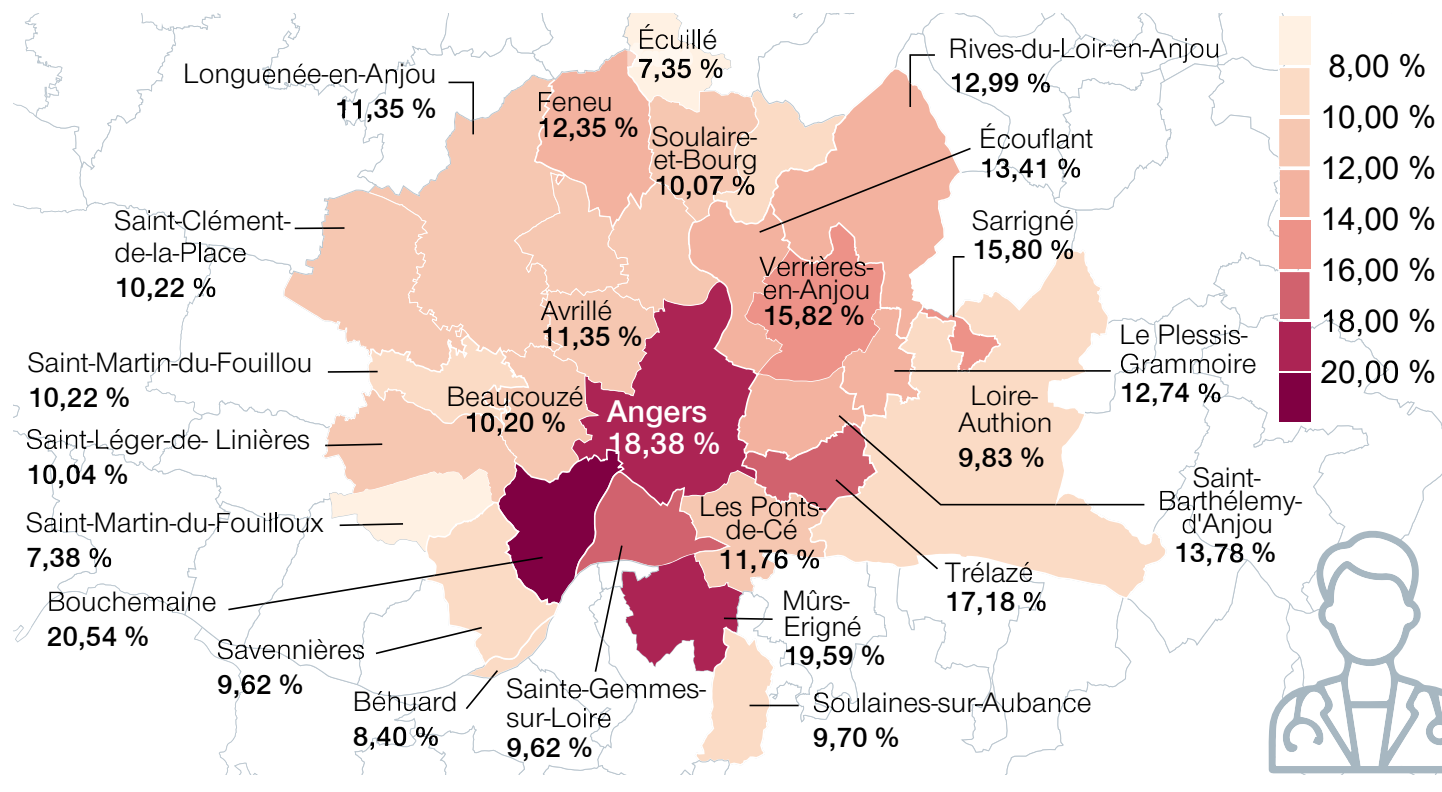 Écuillé
7,35 %
Rives-du-Loir-en-Anjou
12,99 %
Longuenée-en-Anjou
11,35 %
Feneu
12,35 %
Soulaire-
et-Bourg
10,07 %
Écouflant
13,41 %
Saint-Clément-
de-la-Place
10,22 %
Sarrigné
15,80 %
Verrières-
en-Anjou
15,82 %
Avrillé
11,35 %
Le Plessis-
Grammoire
12,74 %
Saint-Martin-du-Fouillou
10,22 %
Beaucouzé
10,20 %
Angers
18,38 %
Loire-
Authion
9,83 %
Saint-Léger-de- Linières
10,04 %
Saint-
Barthélemy-
d'Anjou
13,78 %
Saint-Martin-du-Fouilloux
7,38 %
Les Ponts-
de-Cé
11,76 %
Trélazé
17,18 %
Bouchemaine
20,54 %
Mûrs-
Erigné
19,59 %
Savennières
9,62 %
Béhuard
8,40 %
Sainte-Gemmes-
sur-Loire
9,62 %
Soulaines-sur-Aubance
9,70 %
8,00 %
10,00 %
12,00 %
14,00 %
16,00 %
18,00 %
20,00 %